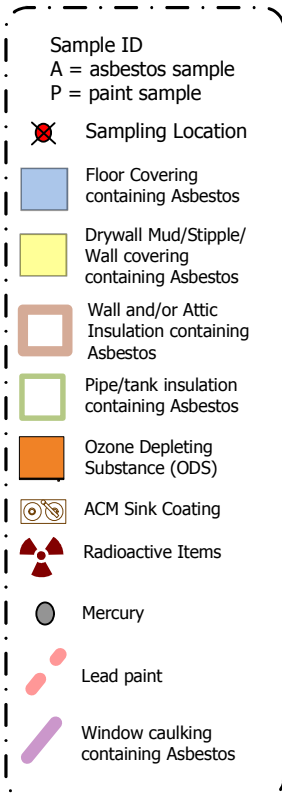 Sample ID
A = asbestos sample
P = paint sample
Sampling Location
Floor Covering
containing Asbestos
Drywall Mud/Stipple/
Wall covering
containing Asbestos
Wall and/or Attic
Insulation containing
Asbestos
Pipe/tank insulation
containing Asbestos
Ozone Depleting
Substance (ODS)
ACM Sink Coating
Radioactive Items
Mercury
Lead paint
Window caulking
containing Asbestos